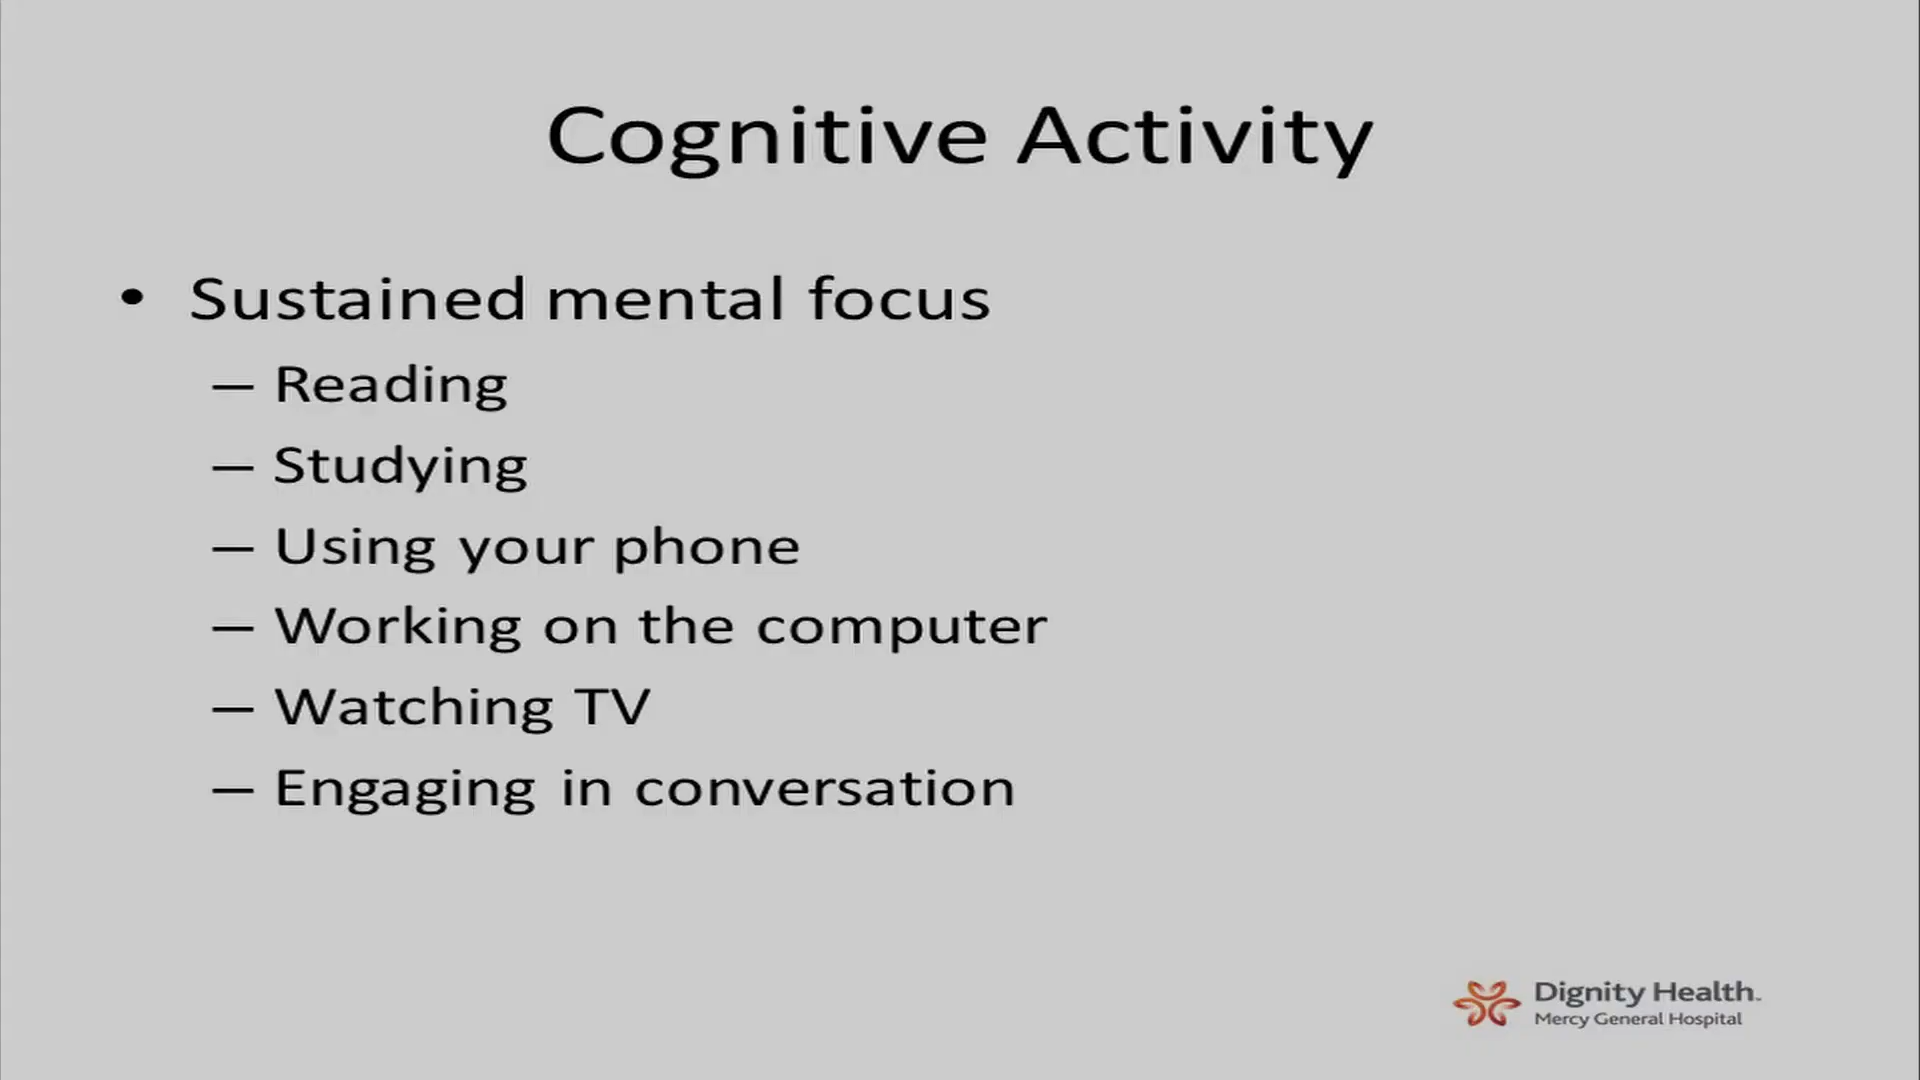 Cognitive Activity
• Sustained mental focus
– Reading
– Studying
– Using your phone
– Working on the computer
– Watching TV
– Engaging in conversation
Dignity Health™
Mercy General Hospital